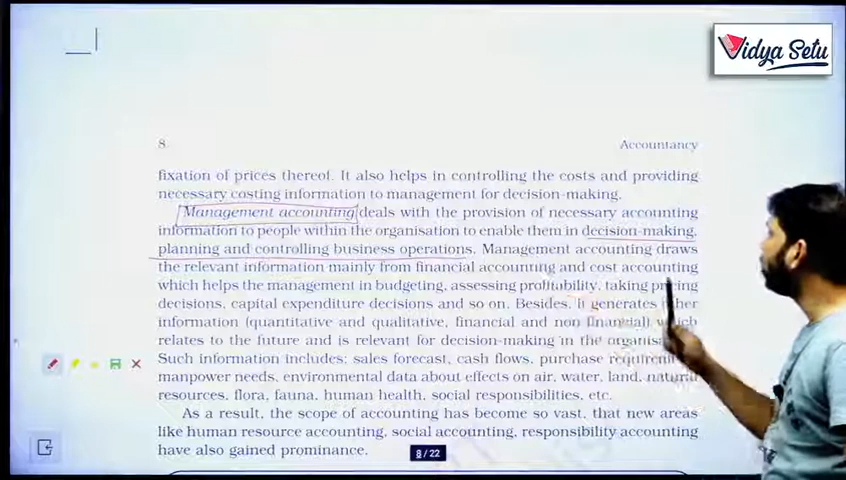 Vidya Setu
8
Accountancy
fixation of prices thereof. It also helps in controlling the costs and providing
necessary costing information to management for decision-making.
Management accounting deals with the provision of necessary accounting
information to people within the organisation to enable them in decision-making,
planning and controlling business operations. Management accounting draws
the relevant information mainly from financial accounting and cost accounting
which helps the management in budgeting, assessing profitability, taking pricing
decisions, capital expenditure decisions and so on. Besides, it generates other
information (quantitative and qualitative, financial and non financial) which
relates to the future and is relevant for decision-making in the
Such information includes: sales forecast, cash flows, purchase
manpower needs, environmental data about effects on air, water, land, natural
resources, flora, fauna, human health, social responsibilities, etc.
As a result, the scope of accounting has become so vast, that new areas
like human resource accounting, social accounting, responsibility accounting
have also gained prominance.
8/22